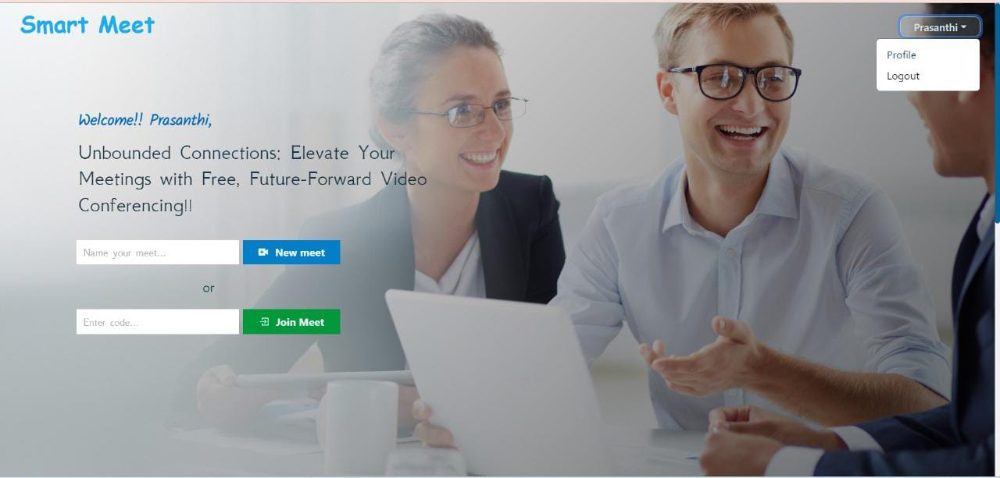 Smart Meet
Prasanthi
Profile
Logout
Welcome!! Prasanthi,
Unbounded Connections: Elevate Your
Meetings with Free, Future-Forward Video
Conferencing!!
Name your meet...
New meet
or
Enter code...
Join Meet